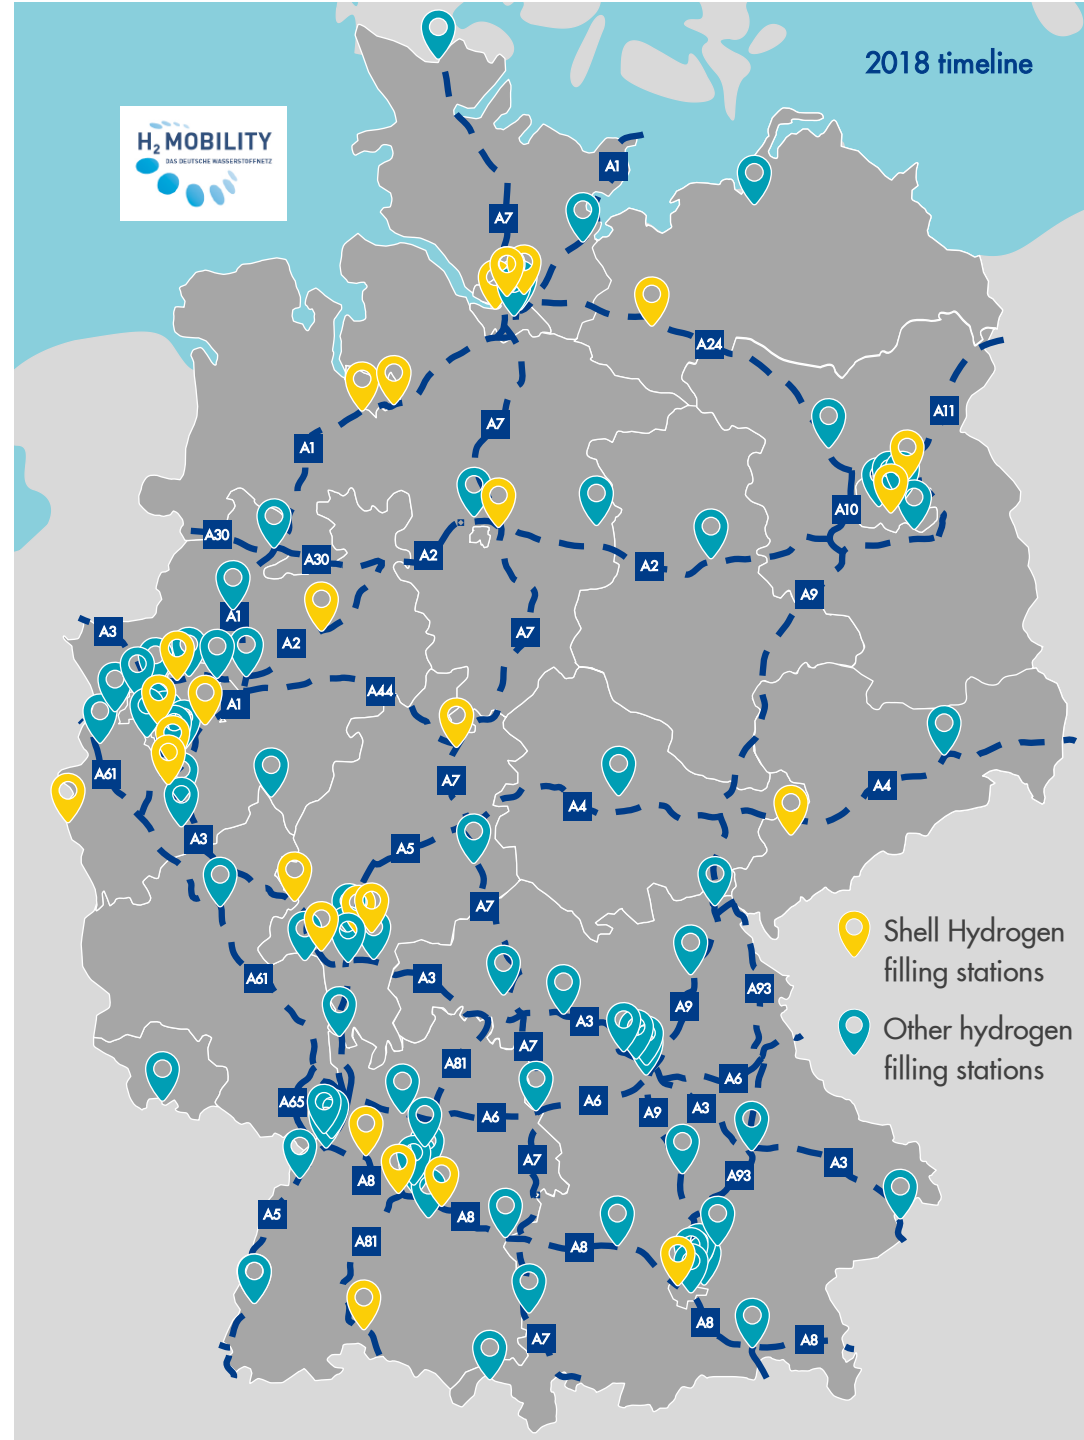 2018 timeline
H2 MOBILITY
DAS DEUTSCHE WASSERSTOFFNETZ
A1
A7
A24
A11
A7
A1
A10
A30
A30
A2
A2
A9
A1
A3
A7
A2
A44
A1
A61
A7
A4
A4
A3
A5
A7
Shell Hydrogen
filling stations
A61
A3
A93
A9
A3
Other hydrogen
filling stations
A7
A81
A6
A65
A6
A9
A3
A6
A7
A3
A8
A93
A5
A8
A81
A8
A8
A7
A8